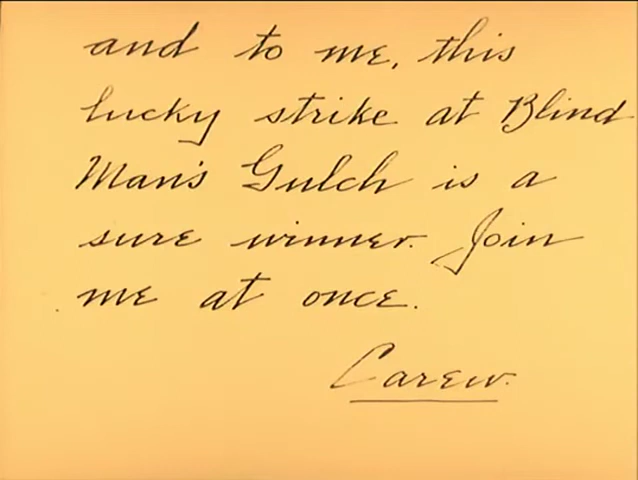 and to me, this
lucky strike at Blind
Man's Gulch is a
sure winner. Join
me at once.
Carew.